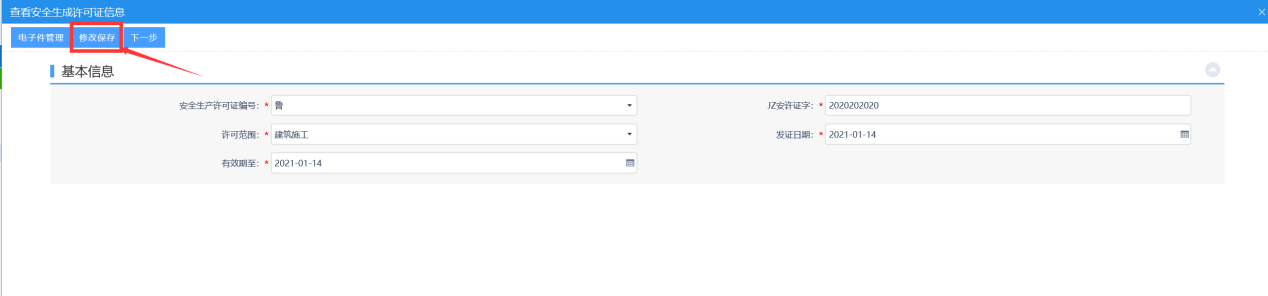 查看安全生成许可证信息
电子件管理 修改保存 下一步
基本信息
安全生产许可证编号: * 鲁 JZ安许证字: * 2020202020
许可范围: * 建筑施工 发证日期: * 2021-01-14
有效期至: * 2021-01-14